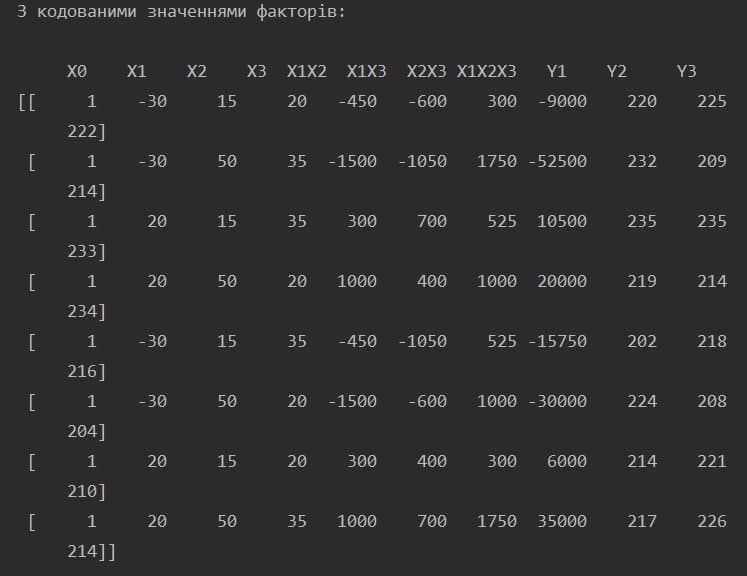 З кодованими значеннями факторів:
X0 X1 X2 X3 X1X2 X1X3 X2X3 X1X2X3 Y1 Y2 Y3
[[ 1 -30 15 20 -450 -600 300 -9000 220 225
222]
[ 1 -30 50 35 -1500 -1050 1750 -52500 232 209
214]
[ 1 20 15 35 300 700 525 10500 235 235
233]
[ 1 20 50 20 1000 400 1000 20000 219 214
234]
[ 1 -30 15 35 -450 -1050 525 -15750 202 218
216]
[ 1 -30 50 20 -1500 -600 1000 -30000 224 208
204]
[ 1 20 15 20 300 400 300 6000 214 221
210]
[ 1 20 50 35 1000 700 1750 35000 217 226
214]]